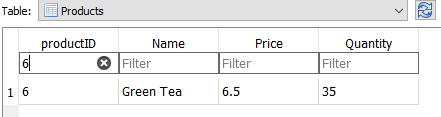 Table: Products
productID Name Price Quantity
6 Filter Filter Filter
1 6 Green Tea 6.5 35